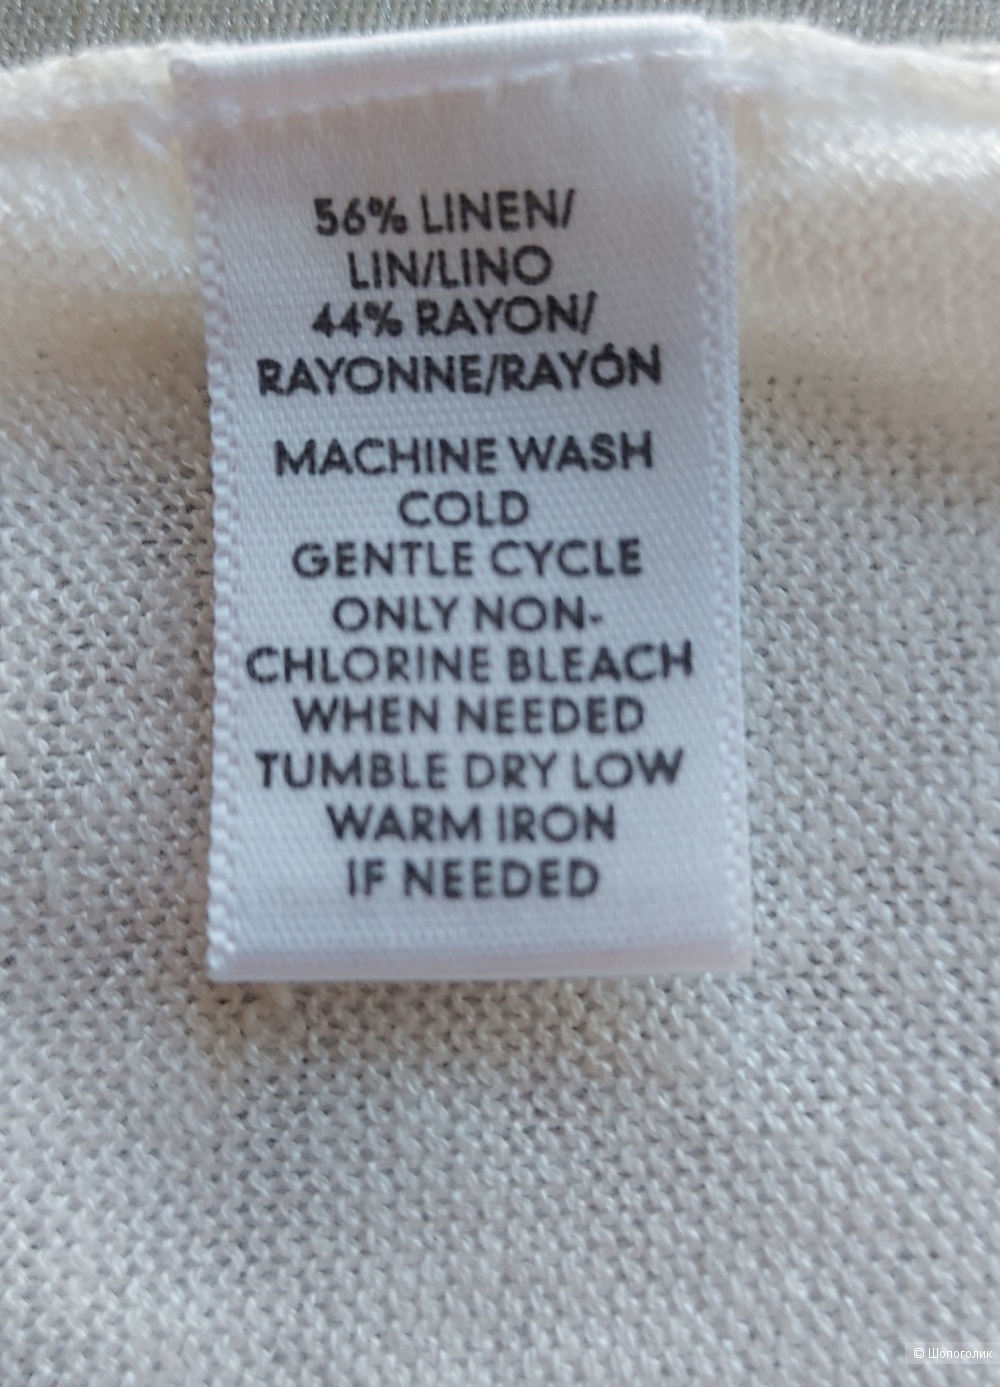 56% LINEN/
LIN/LINO
44% RAYON/
RAYONNE/RAYÓN
MACHINE WASH
COLD
GENTLE CYCLE
ONLY NON-
CHLORINE BLEACH
WHEN NEEDED
TUMBLE DRY LOW
WARM IRON
IF NEEDED
© Шопоголик